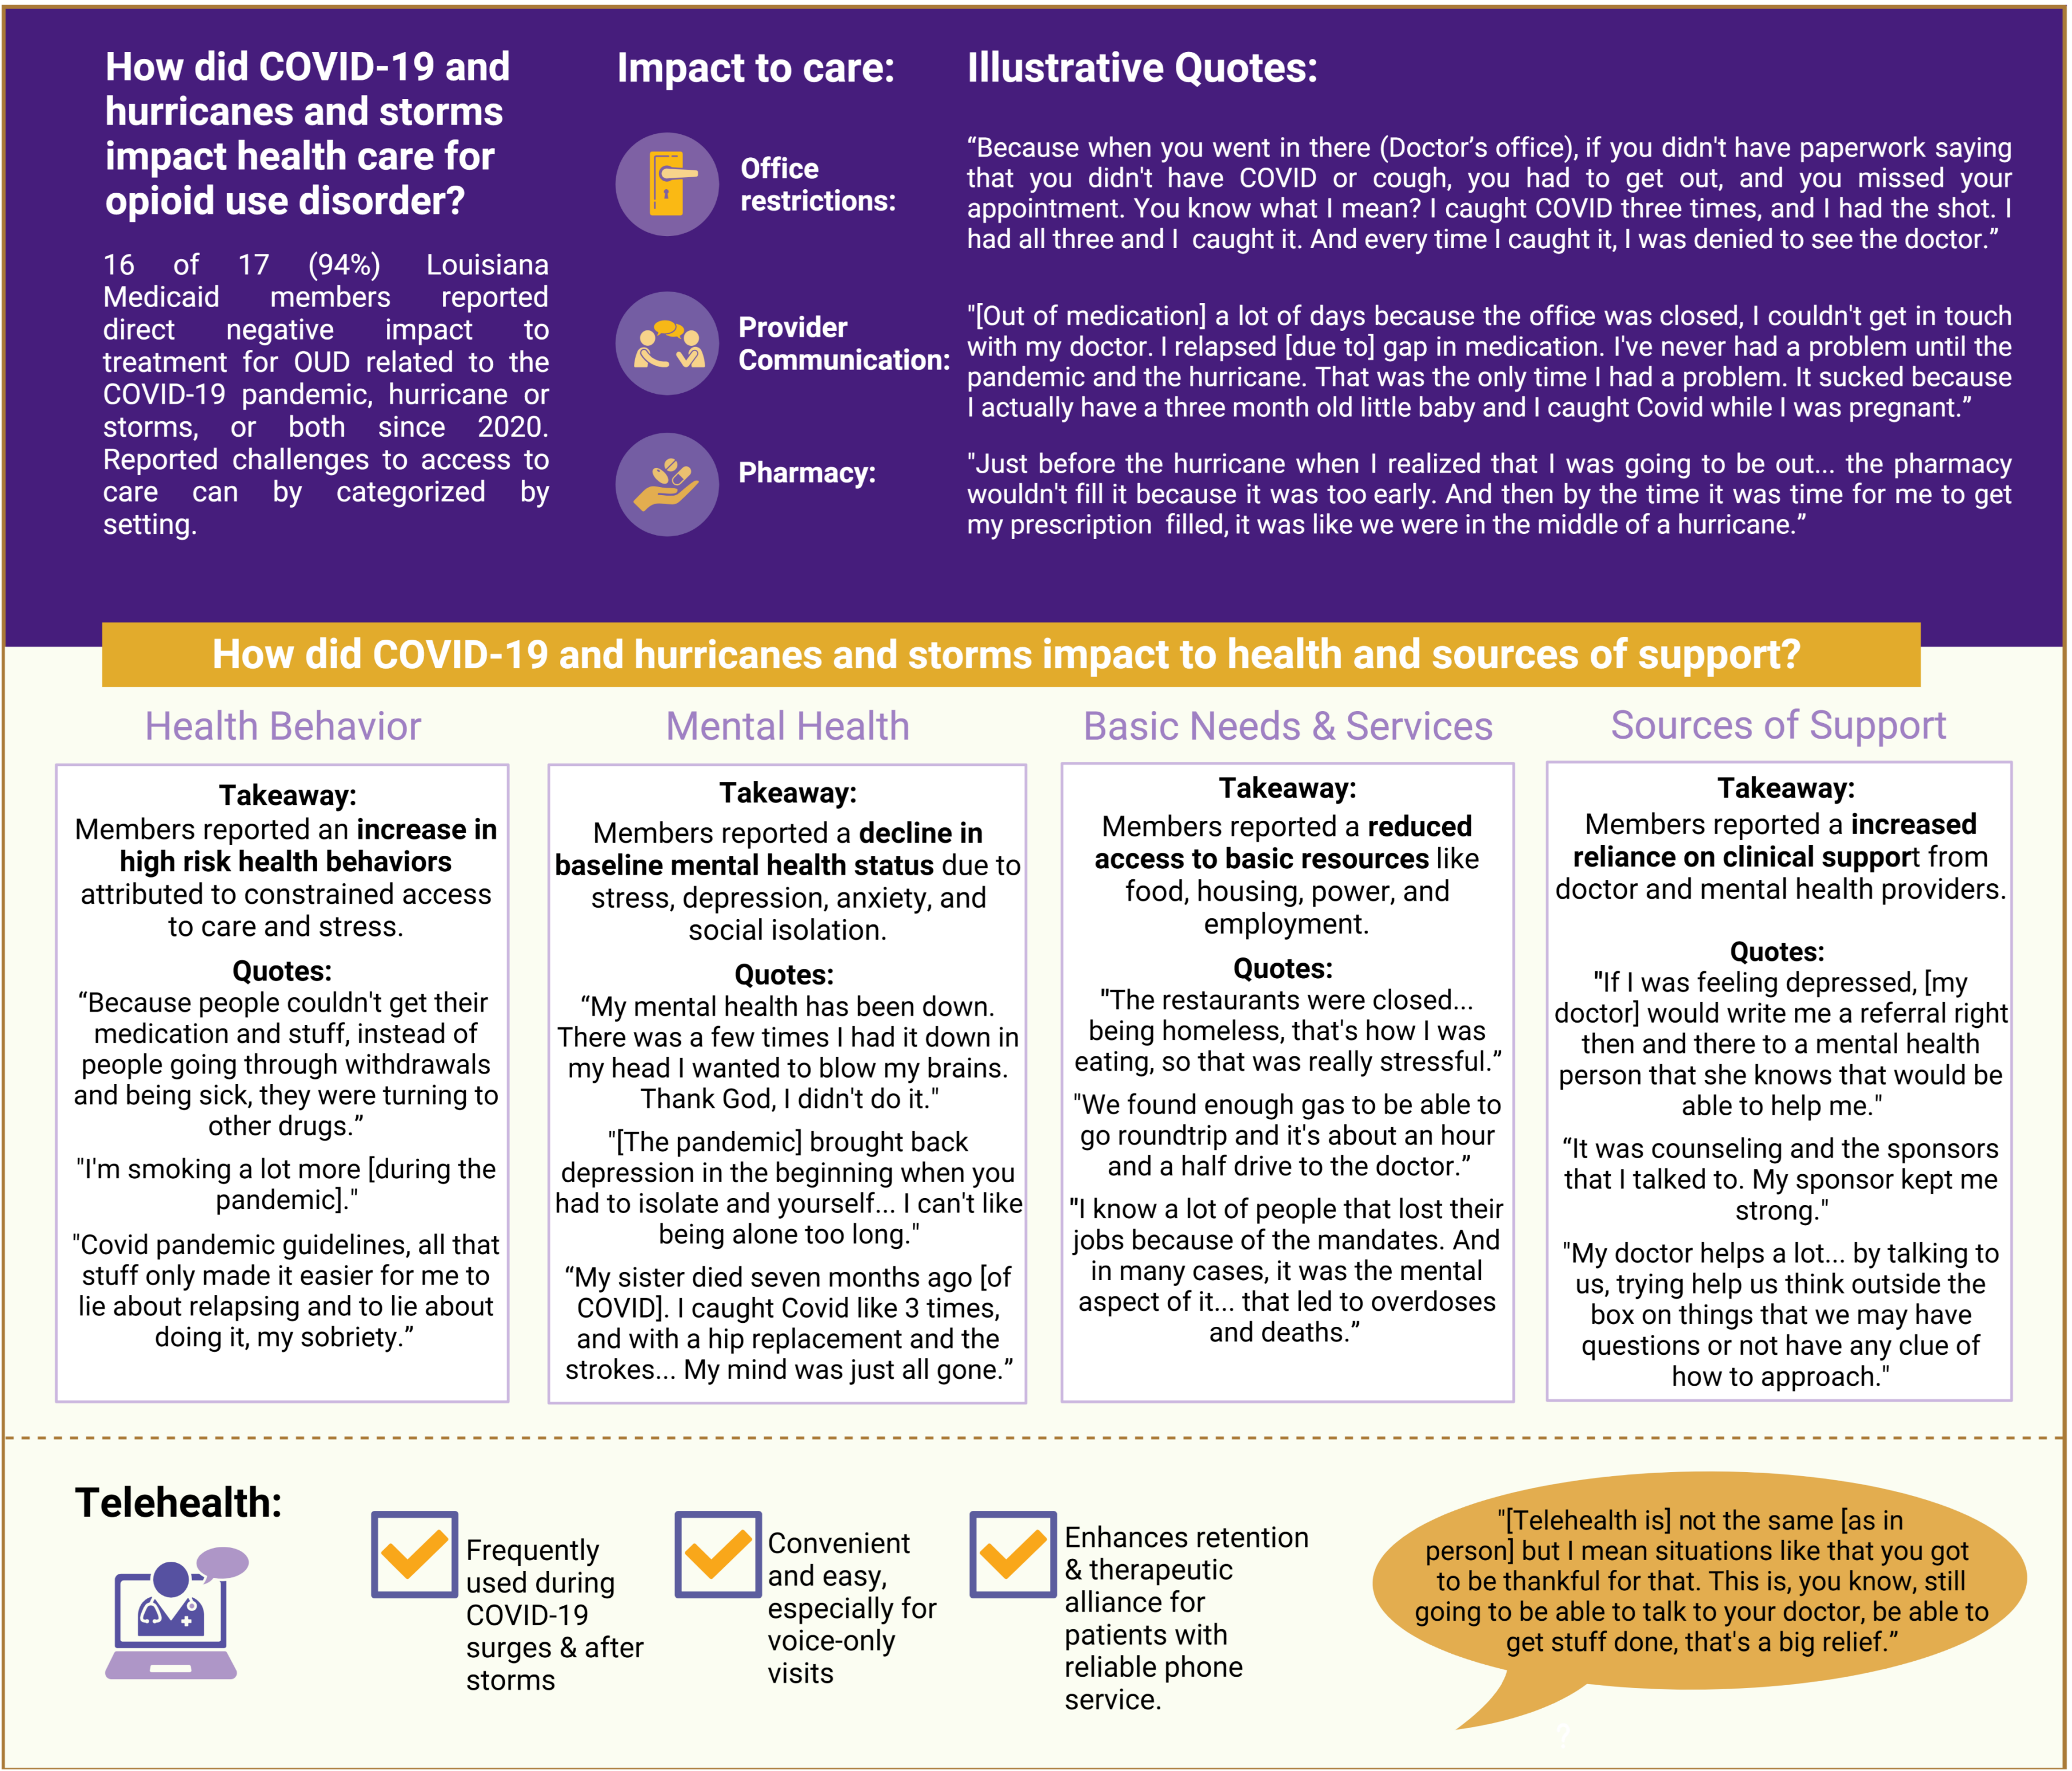 How did COVID-19 and
hurricanes and storms
impact health care for
opioid use disorder?
16 of 17 (94%) Louisiana
Medicaid members reported
direct negative impact to
treatment for OUD related to the
COVID-19 pandemic, hurricane or
storms, or both since 2020.
Reported challenges to access to
care can by categorized by
setting.
Impact to care:
Illustrative Quotes:
Office
restrictions:
“Because when you went in there (Doctor’s office), if you didn't have paperwork saying
that you didn't have COVID or cough, you had to get out, and you missed your
appointment. You know what I mean? I caught COVID three times, and I had the shot. I
had all three and I caught it. And every time I caught it, I was denied to see the doctor.”
Provider
Communication:
"[Out of medication] a lot of days because the office was closed, I couldn't get in touch
with my doctor. I relapsed [due to] gap in medication. I've never had a problem until the
pandemic and the hurricane. That was the only time I had a problem. It sucked because
I actually have a three month old little baby and I caught Covid while I was pregnant.”
Pharmacy:
"Just before the hurricane when I realized that I was going to be out... the pharmacy
wouldn't fill it because it was too early. And then by the time it was time for me to get
my prescription filled, it was like we were in the middle of a hurricane.”
How did COVID-19 and hurricanes and storms impact to health and sources of support?
Health Behavior
Takeaway:
Members reported an increase in
high risk health behaviors
attributed to constrained access
to care and stress.
Quotes:
“Because people couldn't get their
medication and stuff, instead of
people going through withdrawals
and being sick, they were turning to
other drugs.”
"I'm smoking a lot more [during the
pandemic]."
"Covid pandemic guidelines, all that
stuff only made it easier for me to
lie about relapsing and to lie about
doing it, my sobriety.”
Mental Health
Takeaway:
Members reported a decline in
baseline mental health status due to
stress, depression, anxiety, and
social isolation.
Quotes:
“My mental health has been down.
There was a few times I had it down in
my head I wanted to blow my brains.
Thank God, I didn't do it."
"[The pandemic] brought back
depression in the beginning when you
had to isolate and yourself... I can't like
being alone too long."
“My sister died seven months ago [of
COVID]. I caught Covid like 3 times,
and with a hip replacement and the
strokes... My mind was just all gone.”
Basic Needs & Services
Takeaway:
Members reported a reduced
access to basic resources like
food, housing, power, and
employment.
Quotes:
"The restaurants were closed...
being homeless, that's how I was
eating, so that was really stressful.”
"We found enough gas to be able to
go roundtrip and it's about an hour
and a half drive to the doctor.”
"I know a lot of people that lost their
jobs because of the mandates. And
in many cases, it was the mental
aspect of it... that led to overdoses
and deaths.”
Sources of Support
Takeaway:
Members reported a increased
reliance on clinical support from
doctor and mental health providers.
Quotes:
"If I was feeling depressed, [my
doctor] would write me a referral right
then and there to a mental health
person that she knows that would be
able to help me."
“It was counseling and the sponsors
that I talked to. My sponsor kept me
strong."
"My doctor helps a lot... by talking to
us, trying help us think outside the
box on things that we may have
questions or not have any clue of
how to approach."
Telehealth:
Frequently
used during
COVID-19
surges & after
storms
Convenient
and easy,
especially for
voice-only
visits
Enhances retention
& therapeutic
alliance for
patients with
reliable phone
service.
"[Telehealth is] not the same [as in
person] but I mean situations like that you got
to be thankful for that. This is, you know, still
going to be able to talk to your doctor, be able to
get stuff done, that's a big relief.”
?